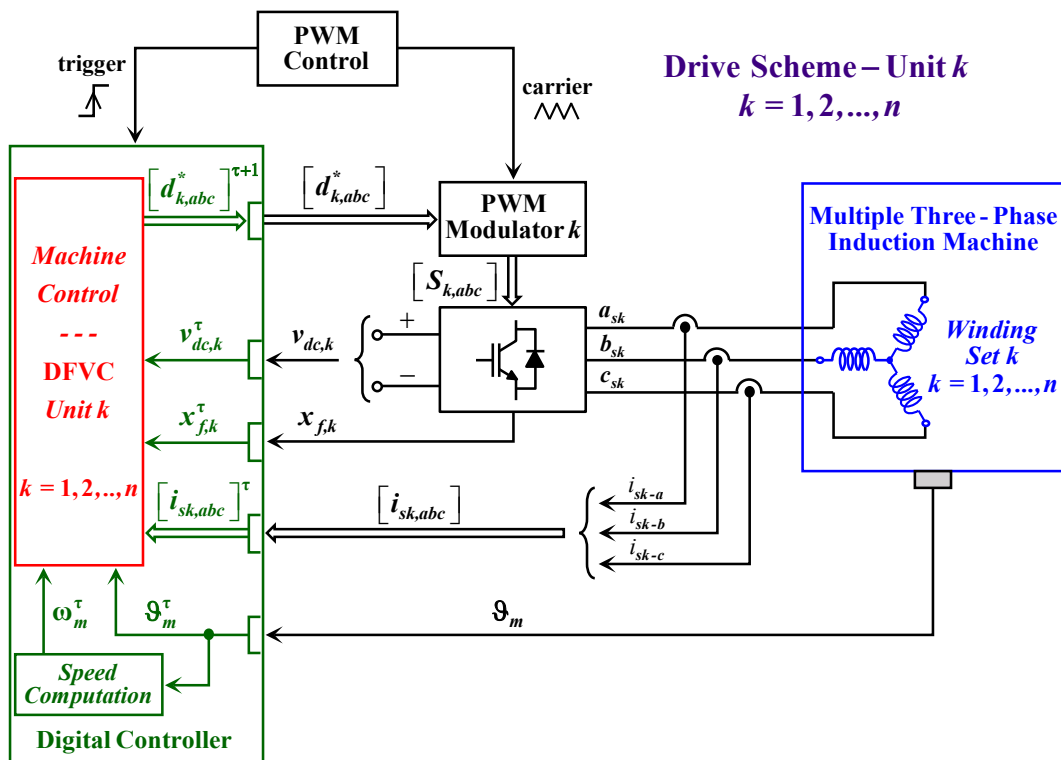 PWM
Control
trigger
carrier
Drive Scheme – Unit k
k = 1, 2, ..., n
[d*k,abc]τ+1
[d*k,abc]
PWM
Modulator k
Multiple Three - Phase
Induction Machine
Machine
Control
- - -
DFVC
Unit k
k = 1, 2, .., n
[Sk,abc]
vτdc,k
vdc,k
+
−
ask
bsk
csk
Winding
Set k
k = 1, 2, ..., n
xτf,k
xf,k
[isk,abc]τ
[isk,abc]
isk−a
isk−b
isk−c
ωτm
ϑτm
ϑm
Speed
Computation
Digital Controller